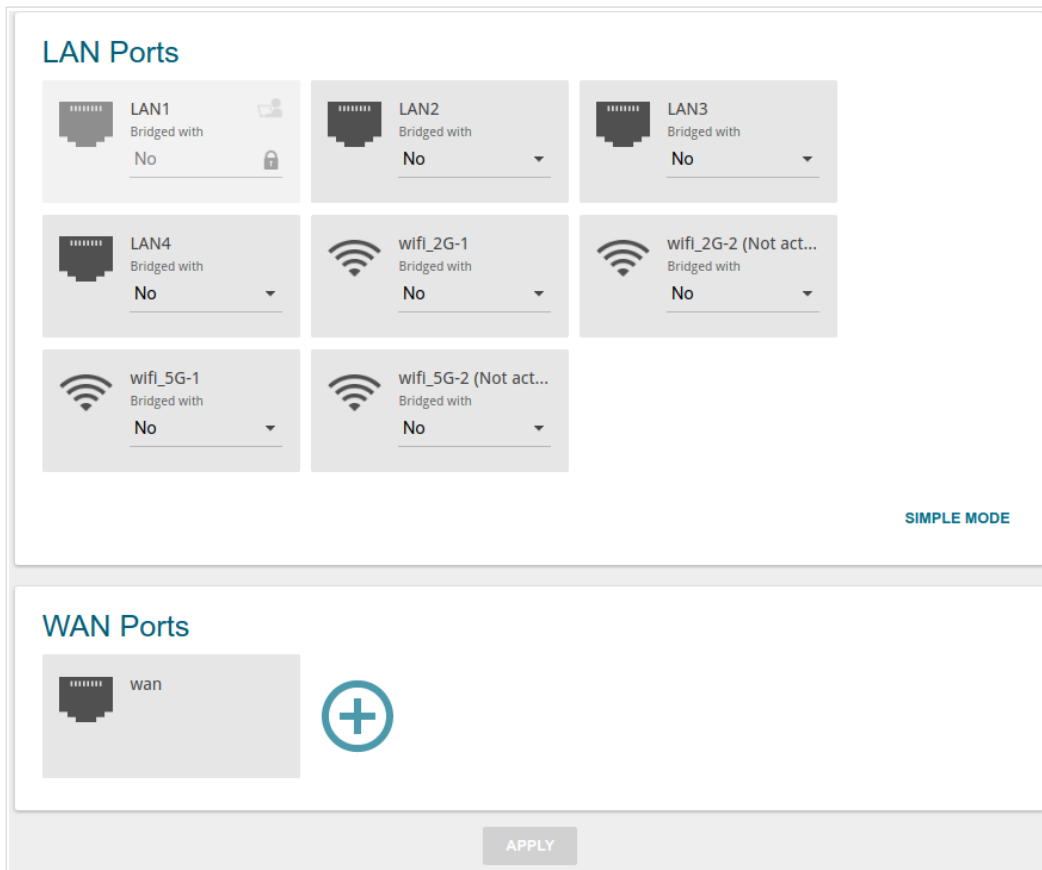 LAN Ports
LAN1
Bridged with
No
LAN2
Bridged with
No
LAN3
Bridged with
No
LAN4
Bridged with
No
wifi_2G-1
Bridged with
No
wifi_2G-2 (Not act...
Bridged with
No
wifi_5G-1
Bridged with
No
wifi_5G-2 (Not act...
Bridged with
No
SIMPLE MODE
WAN Ports
wan
APPLY